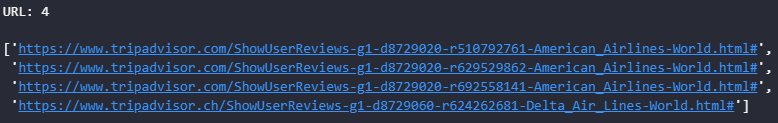 URL: 4
['https://www.tripadvisor.com/ShowUserReviews-g1-d8729020-r510792761-American_Airlines-World.html#',
'https://www.tripadvisor.com/ShowUserReviews-g1-d8729020-r629529862-American_Airlines-World.html#',
'https://www.tripadvisor.com/ShowUserReviews-g1-d8729020-r692558141-American_Airlines-World.html#',
'https://www.tripadvisor.ch/ShowUserReviews-g1-d8729060-r624262681-Delta_Air_Lines-World.html#']